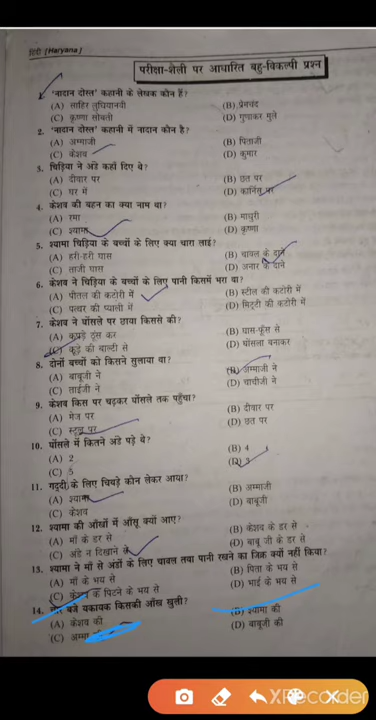 हिंदी (Haryana)
परीक्षा-शैली पर आधारित बहु-विकल्पी प्रश्न
1. 'नादान दोस्त' कहानी के लेखक कौन हैं?
(A) साहिर लुधियानवी (B) प्रेमचंद
(C) कृष्णा सोबती (D) गुणाकर मुले
2. 'नादान दोस्त' कहानी में नादान कौन है?
(A) अम्माजी (B) पिताजी
(C) केशव (D) कुमार
3. चिड़िया ने अंडे कहाँ दिए थे?
(A) दीवार पर (B) छत पर
(C) घर में (D) कार्निस पर
4. केशव की बहन का क्या नाम था?
(A) रमा (B) माधुरी
(C) श्यामा (D) कृष्णा
5. श्यामा चिड़िया के बच्चों के लिए क्या चारा लाई?
(A) हरी-हरी घास (B) चावल के दाने
(C) ताजी घास (D) अनार के दाने
6. केशव ने चिड़िया के बच्चों के लिए पानी किसमें भरा था?
(A) पीतल की कटोरी में (B) स्टील की कटोरी में
(C) पत्थर की प्याली में (D) मिट्टी की कटोरी में
7. केशव ने घोंसले पर छाया किससे की?
(A) कपड़े ठूंस कर (B) घास-फूँस से
(C) कूड़े की बाल्टी से (D) घोंसला बनाकर
8. दोनों बच्चों को किसने सुलाया था?
(A) बाबूजी ने (B) अम्माजी ने
(C) ताईजी ने (D) चाचीजी ने
9. केशव किस पर चढ़कर घोंसले तक पहुँचा?
(A) मेज पर (B) दीवार पर
(C) स्टूल पर (D) छत पर
10. घोंसले में कितने अंडे पड़े थे?
(A) 2 (B) 4
(C) 5 (D) 3
11. गद्दी के लिए चिथड़े कौन लेकर आया?
(A) श्यामा (B) अम्माजी
(C) केशव (D) बाबूजी
12. श्यामा की आँखों में आँसू क्यों आए?
(A) माँ के डर से (B) केशव के डर से
(C) अंडे न दिखाने से (D) बाबू जी के डर से
13. श्यामा ने माँ से अंडों के लिए चावल तथा पानी रखने का जिक्र क्यों नहीं किया?
(A) माँ के भय से (B) पिता के भय से
(C) केशव के पिटने के भय से (D) भाई के भय से
14. बजे यकायक किसकी आँख खुली?
(A) केशव की (B) श्यामा की
(C) अम्मा (D) बाबूजी की
XRecorder